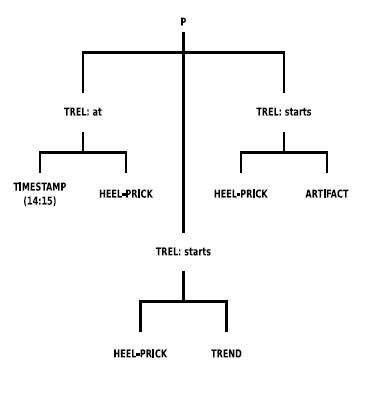 P
TREL: at
TREL: starts
TIMESTAMP
(14:15)
HEEL-PRICK
HEEL-PRICK
ARTIFACT
TREL: starts
HEEL-PRICK
TREND